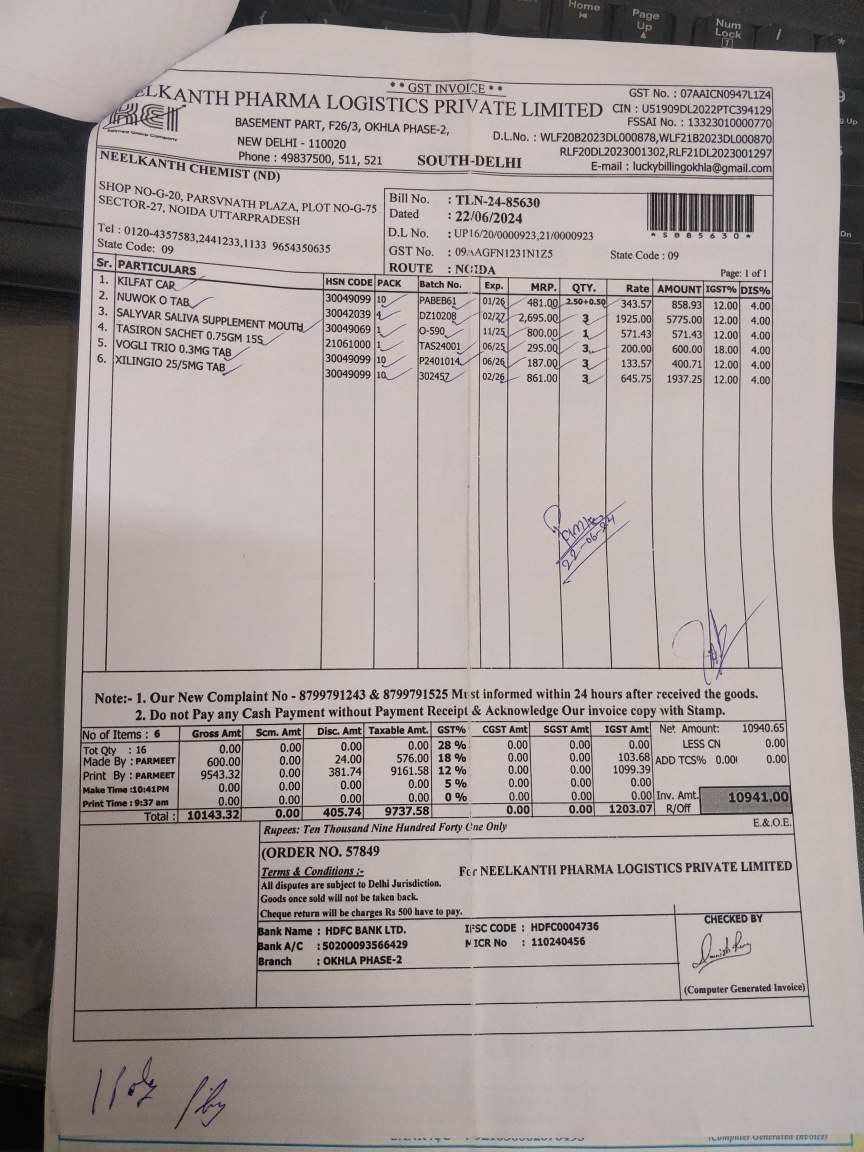 Home
Page Up
Num Lock
/
*
* * GST INVOICE * *
ELKANTH PHARMA LOGISTICS PRIVATE LIMITED
BASEMENT PART, F26/3, OKHLA PHASE-2,
NEW DELHI - 110020
Phone : 49837500, 511, 521
SOUTH-DELHI
GST No. : 07AAICN0947L1Z4
CIN : U51909DL2022PTC394129
FSSAI No. : 13323010000770
D.L.No. : WLF20B2023DL000878,WLF21B2023DL000870
RLF20DL2023001302,RLF21DL2023001297
E-mail : luckybillingokhla@gmail.com
NEELKANTH CHEMIST (ND)
SHOP NO-G-20, PARSVNATH PLAZA, PLOT NO-G-75
SECTOR-27, NOIDA UTTARPRADESH
Tel : 0120-4357583,2441233,1133 9654350635
State Code: 09
Bill No. : TLN-24-85630
Dated : 22/06/2024
D.L No. : UP16/20/0000923,21/0000923
GST No. : 09AAGFN1231N1Z5 State Code : 09
ROUTE : NOIDA
* S B 8 5 6 3 0 *
Page: 1 of 1
Sr. PARTICULARS HSN CODE PACK Batch No. Exp. MRP. QTY. Rate AMOUNT IGST% DIS%
1. KILFAT CAP 30049099 10 PABEB61 01/26 481.00 2.50+0.50 343.57 858.93 12.00 4.00
2. NUWOK O TAB 30042039 4 DZ10208 02/27 2,695.00 3 1925.00 5775.00 12.00 4.00
3. SALYVAR SALIVA SUPPLEMENT MOUTH 30049069 1 O-590 11/25 800.00 1 571.43 571.43 12.00 4.00
4. TASIRON SACHET 0.75GM 15S 21061000 1 TAS24001 06/25 295.00 3 200.00 600.00 18.00 4.00
5. VOGLI TRIO 0.3MG TAB 30049099 10 P2401014 06/26 187.00 3 133.57 400.71 12.00 4.00
6. XILINGIO 25/5MG TAB 30049099 10 302457 02/26 861.00 3 645.75 1937.25 12.00 4.00
22-06-24
Note:- 1. Our New Complaint No - 8799791243 & 8799791525 Must informed within 24 hours after received the goods.
2. Do not Pay any Cash Payment without Payment Receipt & Acknowledge Our invoice copy with Stamp.
No of Items : 6 Gross Amt Scm. Amt Disc. Amt Taxable Amt. GST% CGST Amt SGST Amt IGST Amt
Tot Qty : 16 0.00 0.00 0.00 0.00 28 % 0.00 0.00 0.00
Made By : PARMEET 600.00 0.00 24.00 576.00 18 % 0.00 0.00 103.68
Print By : PARMEET 9543.32 0.00 381.74 9161.58 12 % 0.00 0.00 1099.39
Make Time :10:41PM 0.00 0.00 0.00 0.00 5 % 0.00 0.00 0.00
Print Time : 9:37 am 0.00 0.00 0.00 0.00 0 % 0.00 0.00 0.00
Total : 10143.32 0.00 405.74 9737.58 0.00 0.00 1203.07
Net Amount: 10940.65
LESS CN 0.00
ADD TCS% 0.00 0.00
Inv. Amt. 10941.00
R/Off
Rupees: Ten Thousand Nine Hundred Forty One Only
E.& O.E.
(ORDER NO. 57849
Terms & Conditions :-
All disputes are subject to Delhi Jurisdiction.
Goods once sold will not be taken back.
Cheque return will be charges Rs 500 have to pay.
For NEELKANTH PHARMA LOGISTICS PRIVATE LIMITED
Bank Name : HDFC BANK LTD. IFSC CODE : HDFC0004736
Bank A/C : 50200093566429 MICR No : 110240456
Branch : OKHLA PHASE-2
CHECKED BY
(Computer Generated Invoice)
(Computer Generated Invoice)